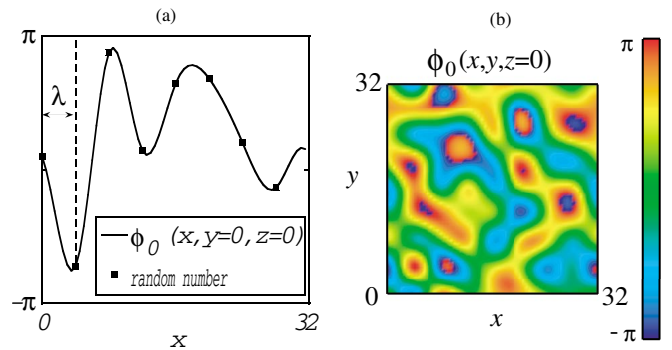 (a)
π
λ
ϕ₀ (x,y=0,z=0)
random number
-π
0
32
x
(b)
ϕ₀(x,y,z=0)
32
y
0
32
x
π
-π